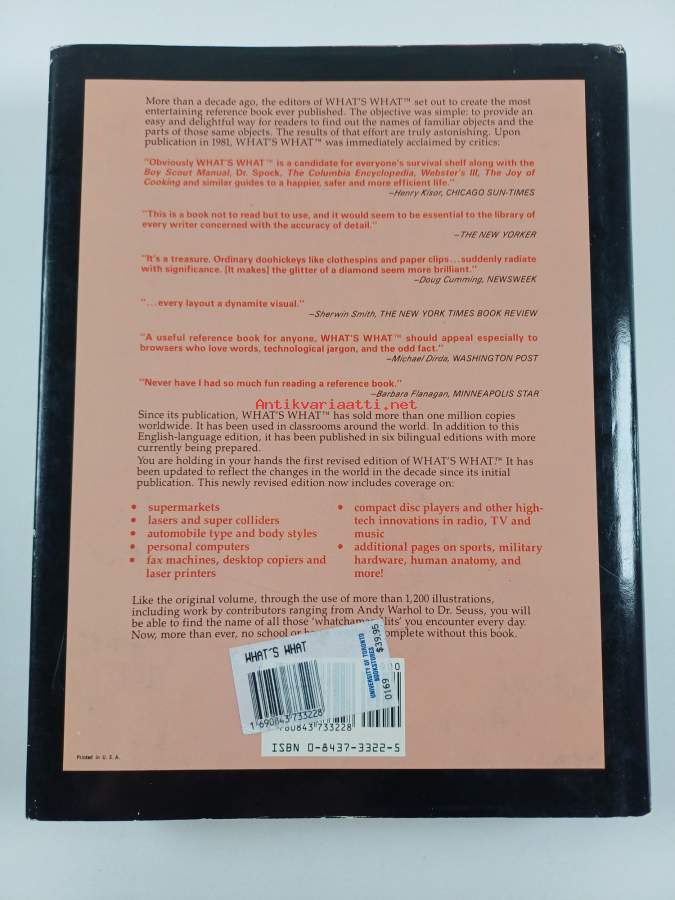 More than a decade ago, the editors of WHAT'S WHAT™ set out to create the most
entertaining reference book ever published. The objective was simple: to provide an
easy and delightful way for readers to find out the names of familiar objects and the
parts of those same objects. The results of that effort are truly astonishing. Upon
publication in 1981, WHAT'S WHAT™ was immediately acclaimed by critics:
"Obviously WHAT'S WHAT™ is a candidate for everyone's survival shelf along with the
Boy Scout Manual, Dr. Spock, The Columbia Encyclopedia, Webster's III, The Joy of
Cooking and similar guides to a happier, safer and more efficient life."
—Henry Kisor, CHICAGO SUN-TIMES
"This is a book not to read but to use, and it would seem to be essential to the library of
every writer concerned with the accuracy of detail."
—THE NEW YORKER
"It's a treasure. Ordinary doohickeys like clothespins and paper clips...suddenly radiate
with significance. [It makes] the glitter of a diamond seem more brilliant."
—Doug Cumming, NEWSWEEK
"...every layout a dynamite visual."
—Sherwin Smith, THE NEW YORK TIMES BOOK REVIEW
"A useful reference book for anyone, WHAT'S WHAT™ should appeal especially to
browsers who love words, technological jargon, and the odd fact."
—Michael Dirda, WASHINGTON POST
"Never have I had so much fun reading a reference book."
—Barbara Flanagan, MINNEAPOLIS STAR
Antikvariaatti.net
Since its publication, WHAT'S WHAT™ has sold more than one million copies
worldwide. It has been used in classrooms around the world. In addition to this
English-language edition, it has been published in six bilingual editions with more
currently being prepared.
You are holding in your hands the first revised edition of WHAT'S WHAT.™ It has
been updated to reflect the changes in the world in the decade since its initial
publication. This newly revised edition now includes coverage on:
• supermarkets
• lasers and super colliders
• automobile type and body styles
• personal computers
• fax machines, desktop copiers and
laser printers
• compact disc players and other high-
tech innovations in radio, TV and
music
• additional pages on sports, military
hardware, human anatomy, and
more!
Like the original volume, through the use of more than 1,200 illustrations,
including work by contributors ranging from Andy Warhol to Dr. Seuss, you will
be able to find the name of all those 'whatchama lits' you encounter every day.
Now, more than ever, no school or mplete without this book.
WHAT'S WHAT
1690843733228
UNIVERSITY OF TORONTO
BOOKSTORES
$39.95
0169
780843 733228
ISBN 0-8437-3322-5
Printed in U. S. A.